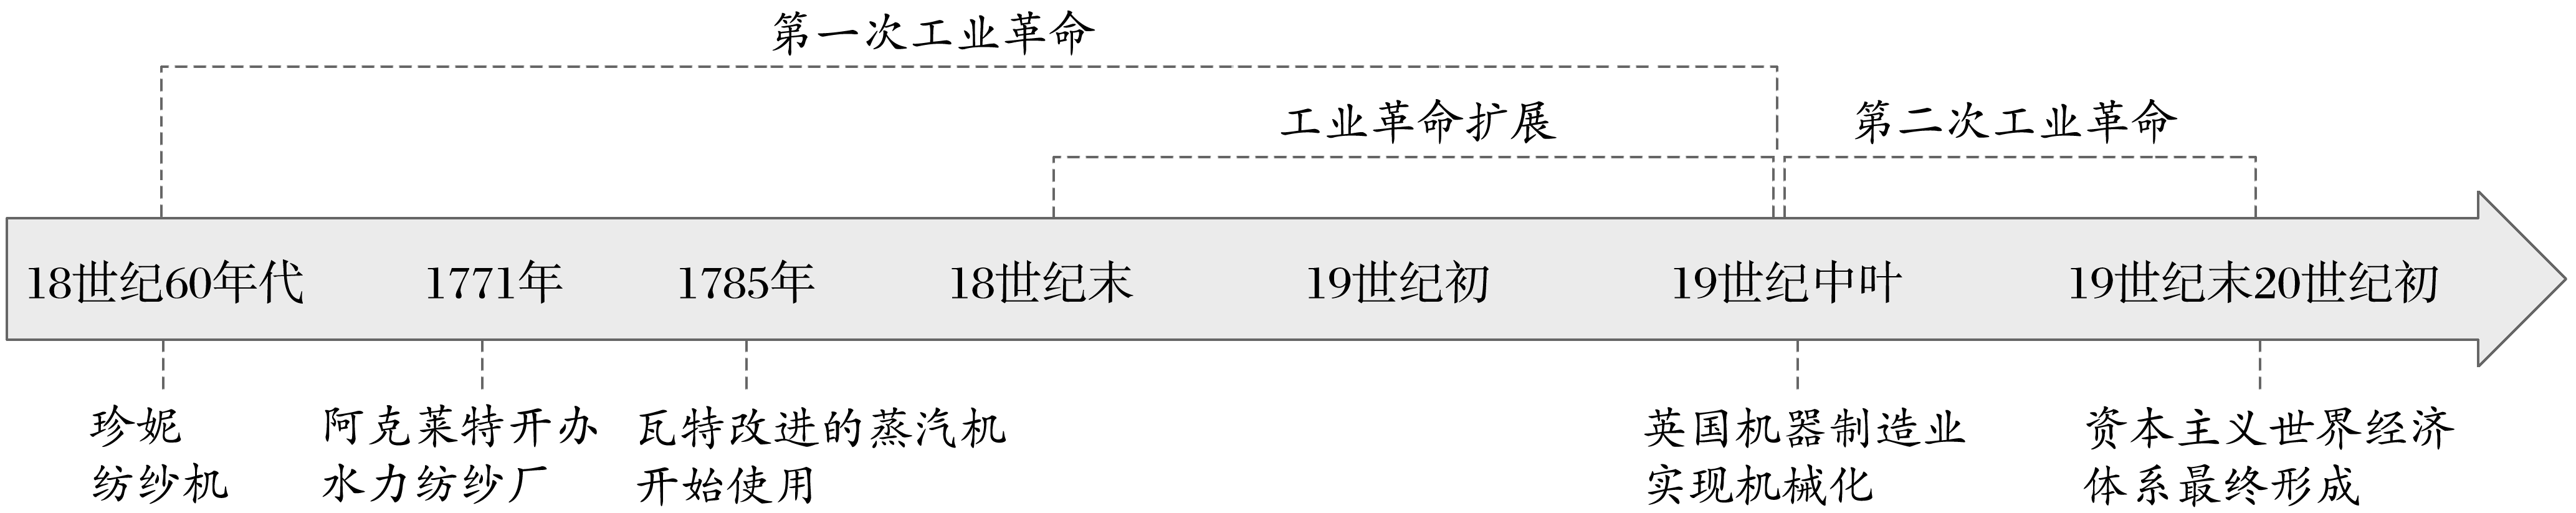 第一次工业革命
工业革命扩展
第二次工业革命
18世纪60年代
1771年
1785年
18世纪末
19世纪初
19世纪中叶
19世纪末20世纪初
珍妮
纺纱机
阿克莱特开办
水力纺纱厂
瓦特改进的蒸汽机
开始使用
英国机器制造业
实现机械化
资本主义世界经济
体系最终形成